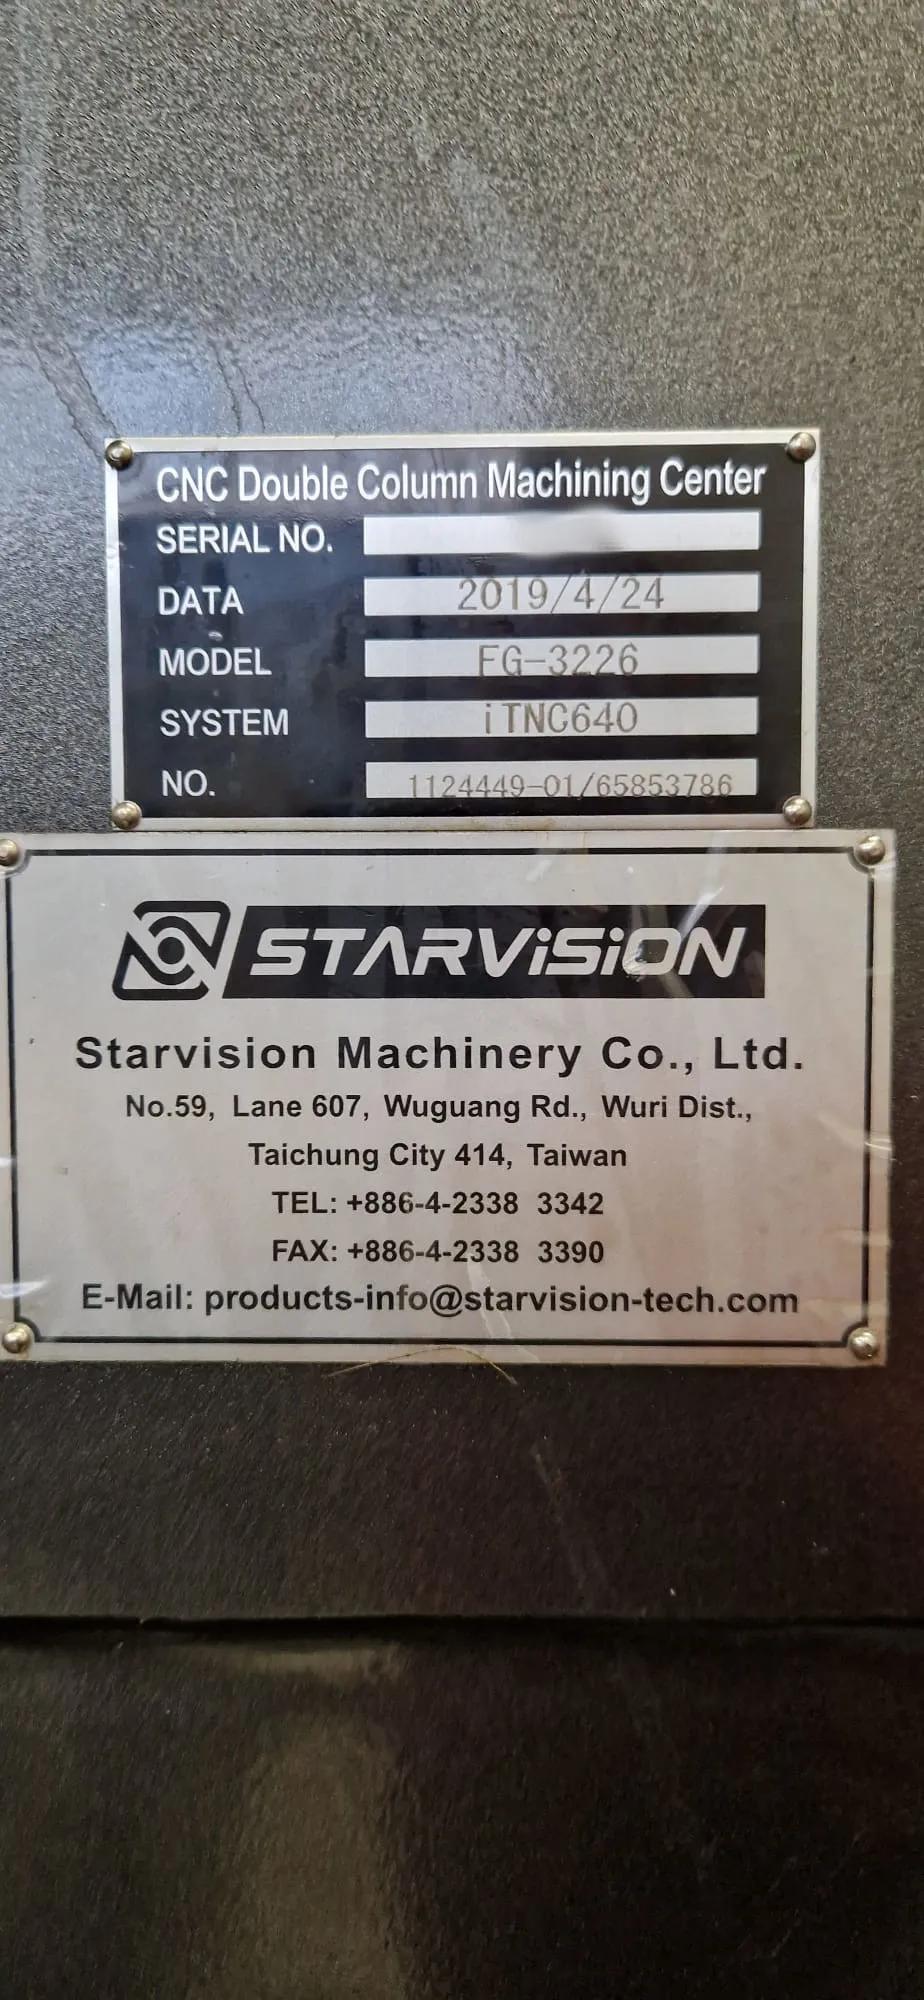 CNC Double Column Machining Center
SERIAL NO.
DATA 2019/4/24
MODEL FG-3226
SYSTEM iTNC640
NO. 1124449-01/65853786
STARViSiON
Starvision Machinery Co., Ltd.
No.59, Lane 607, Wuguang Rd., Wuri Dist.,
Taichung City 414, Taiwan
TEL: +886-4-2338 3342
FAX: +886-4-2338 3390
E-Mail: products-info@starvision-tech.com